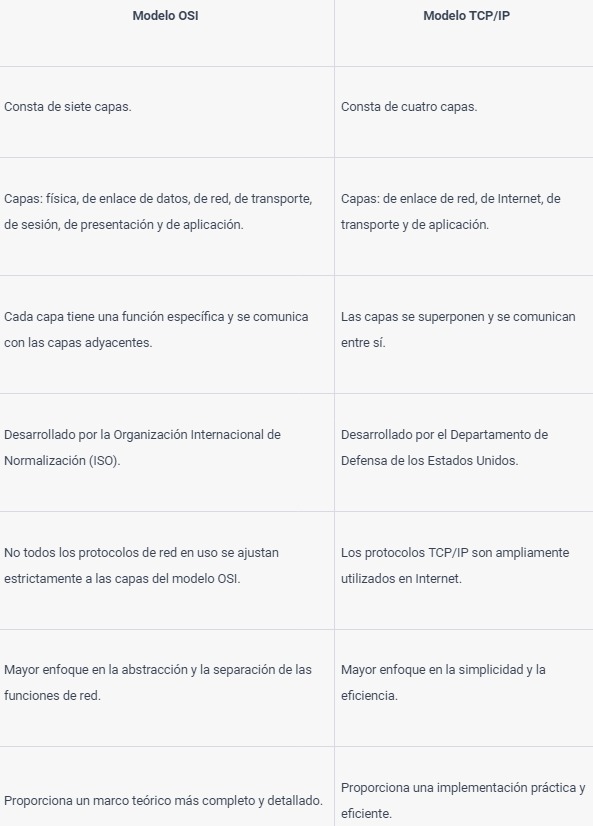 Modelo OSI
Modelo TCP/IP
Consta de siete capas.
Consta de cuatro capas.
Capas: física, de enlace de datos, de red, de transporte,
de sesión, de presentación y de aplicación.
Capas: de enlace de red, de Internet, de
transporte y de aplicación.
Cada capa tiene una función específica y se comunica
con las capas adyacentes.
Las capas se superponen y se comunican
entre sí.
Desarrollado por la Organización Internacional de
Normalización (ISO).
Desarrollado por el Departamento de
Defensa de los Estados Unidos.
No todos los protocolos de red en uso se ajustan
estrictamente a las capas del modelo OSI.
Los protocolos TCP/IP son ampliamente
utilizados en Internet.
Mayor enfoque en la abstracción y la separación de las
funciones de red.
Mayor enfoque en la simplicidad y la
eficiencia.
Proporciona un marco teórico más completo y detallado.
Proporciona una implementación práctica y
eficiente.